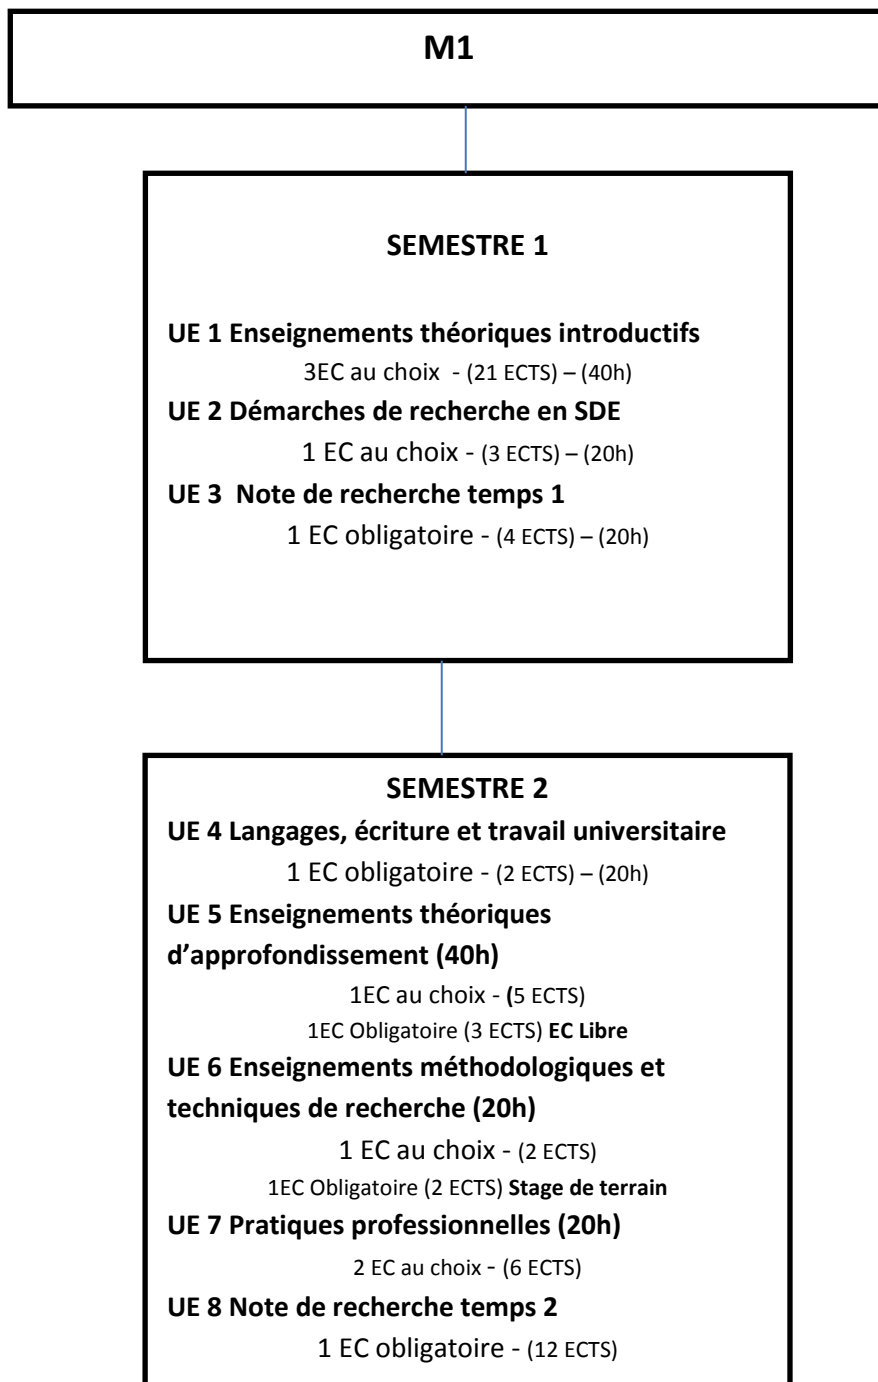 M1
SEMESTRE 1
UE 1 Enseignements théoriques introductifs
3EC au choix - (21 ECTS) – (40h)
UE 2 Démarches de recherche en SDE
1 EC au choix - (3 ECTS) – (20h)
UE 3 Note de recherche temps 1
1 EC obligatoire - (4 ECTS) – (20h)
SEMESTRE 2
UE 4 Langages, écriture et travail universitaire
1 EC obligatoire - (2 ECTS) – (20h)
UE 5 Enseignements théoriques
d’approfondissement (40h)
1EC au choix - (5 ECTS)
1EC Obligatoire (3 ECTS) EC Libre
UE 6 Enseignements méthodologiques et
techniques de recherche (20h)
1 EC au choix - (2 ECTS)
1EC Obligatoire (2 ECTS) Stage de terrain
UE 7 Pratiques professionnelles (20h)
2 EC au choix - (6 ECTS)
UE 8 Note de recherche temps 2
1 EC obligatoire - (12 ECTS)